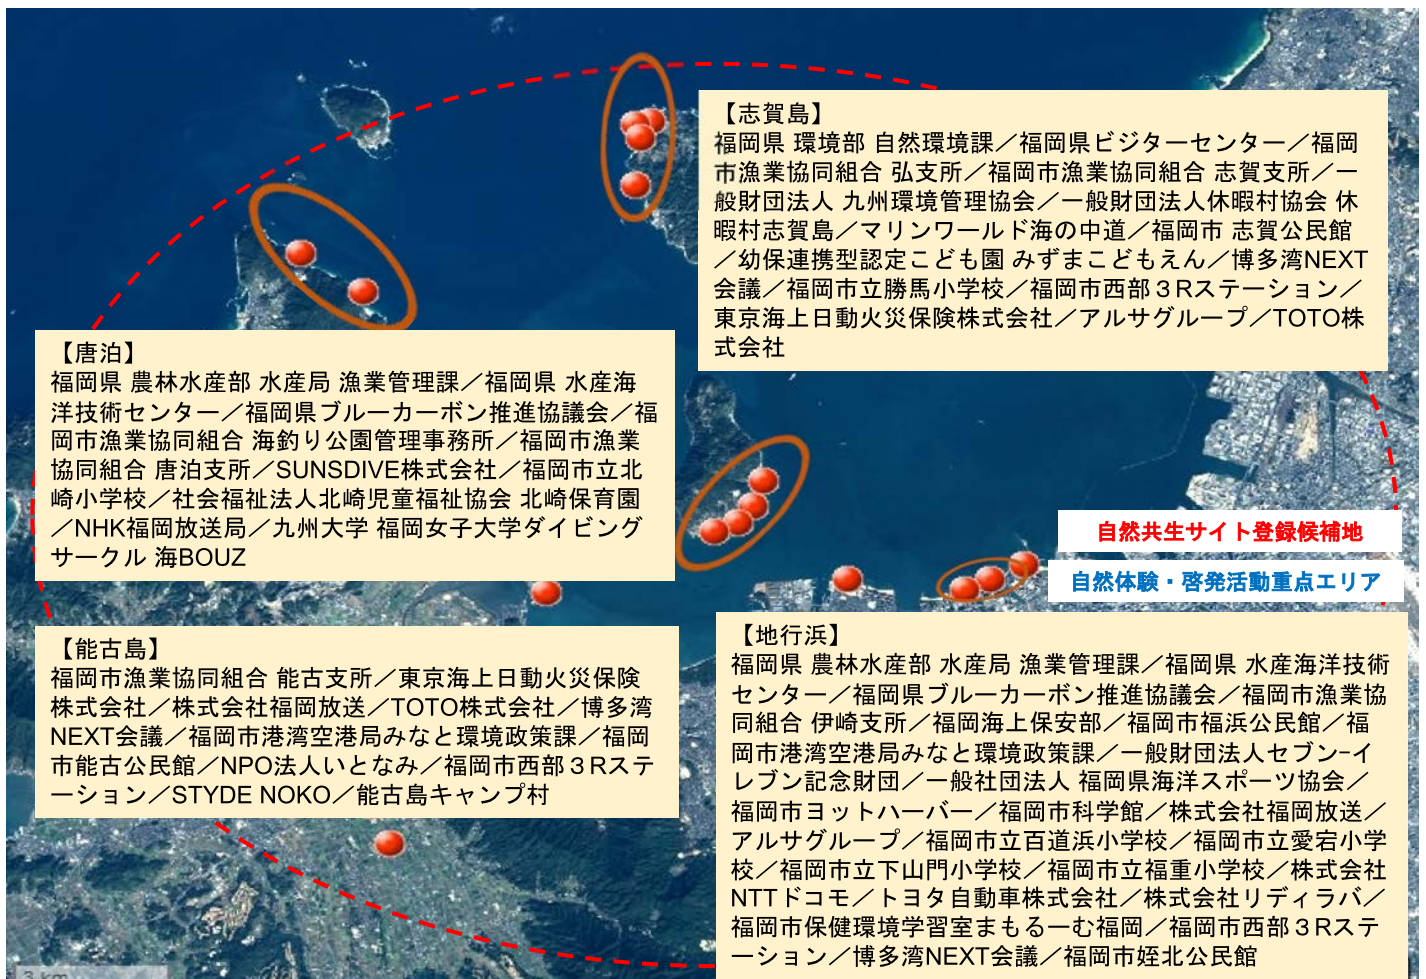 【志賀島】
福岡県 環境部 自然環境課／福岡県ビジターセンター／福岡
市漁業協同組合 弘支所／福岡市漁業協同組合 志賀支所／一
般財団法人 九州環境管理協会／一般財団法人休暇村協会 休
暇村志賀島／マリンワールド海の中道／福岡市 志賀公民館
／幼保連携型認定こども園 みずまこどもえん／博多湾NEXT
会議／福岡市立勝馬小学校／福岡市西部３Rステーション／
東京海上日動火災保険株式会社／アルサグループ／TOTO株
式会社
【唐泊】
福岡県 農林水産部 水産局 漁業管理課／福岡県 水産海
洋技術センター／福岡県ブルーカーボン推進協議会／福
岡市漁業協同組合 海釣り公園管理事務所／福岡市漁業
協同組合 唐泊支所／SUNSDIVE株式会社／福岡市立北
崎小学校／社会福祉法人北崎児童福祉協会 北崎保育園
／NHK福岡放送局／九州大学 福岡女子大学ダイビング
サークル 海BOUZ
自然共生サイト登録候補地
自然体験・啓発活動重点エリア
【能古島】
福岡市漁業協同組合 能古支所／東京海上日動火災保険
株式会社／株式会社福岡放送／TOTO株式会社／博多湾
NEXT会議／福岡市港湾空港局みなと環境政策課／福岡
市能古公民館／NPO法人いとなみ／福岡市西部３Rステ
ーション／STYDE NOKO／能古島キャンプ村
【地行浜】
福岡県 農林水産部 水産局 漁業管理課／福岡県 水産海洋技術
センター／福岡県ブルーカーボン推進協議会／福岡市漁業協
同組合 伊崎支所／福岡海上保安部／福岡市福浜公民館／福
岡市港湾空港局みなと環境政策課／一般財団法人セブン-イ
レブン記念財団／一般社団法人 福岡県海洋スポーツ協会／
福岡市ヨットハーバー／福岡市科学館／株式会社福岡放送／
アルサグループ／福岡市立百道浜小学校／福岡市立愛宕小学
校／福岡市立下山門小学校／福岡市立福重小学校／株式会社
NTTドコモ／トヨタ自動車株式会社／株式会社リディラバ／
福岡市保健環境学習室まもるーむ福岡／福岡市西部３Rステ
ーション／博多湾NEXT会議／福岡市姪北公民館
3 km